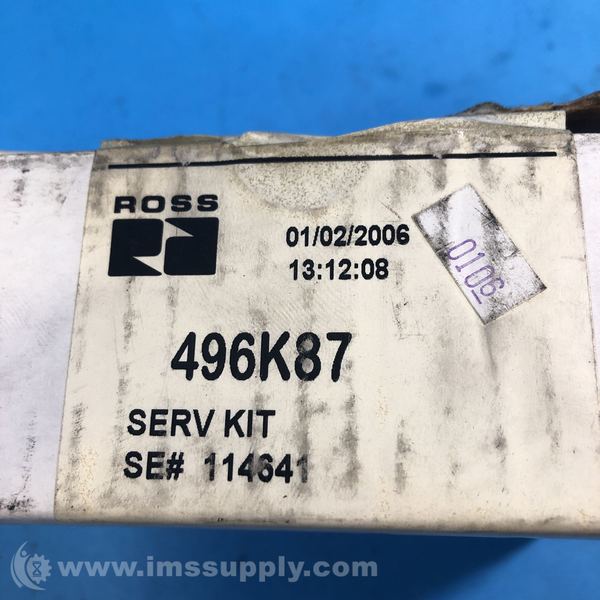 ROSS
01/02/2006
13:12:08
0106
496K87
SERV KIT
SE# 114641
www.imssupply.com